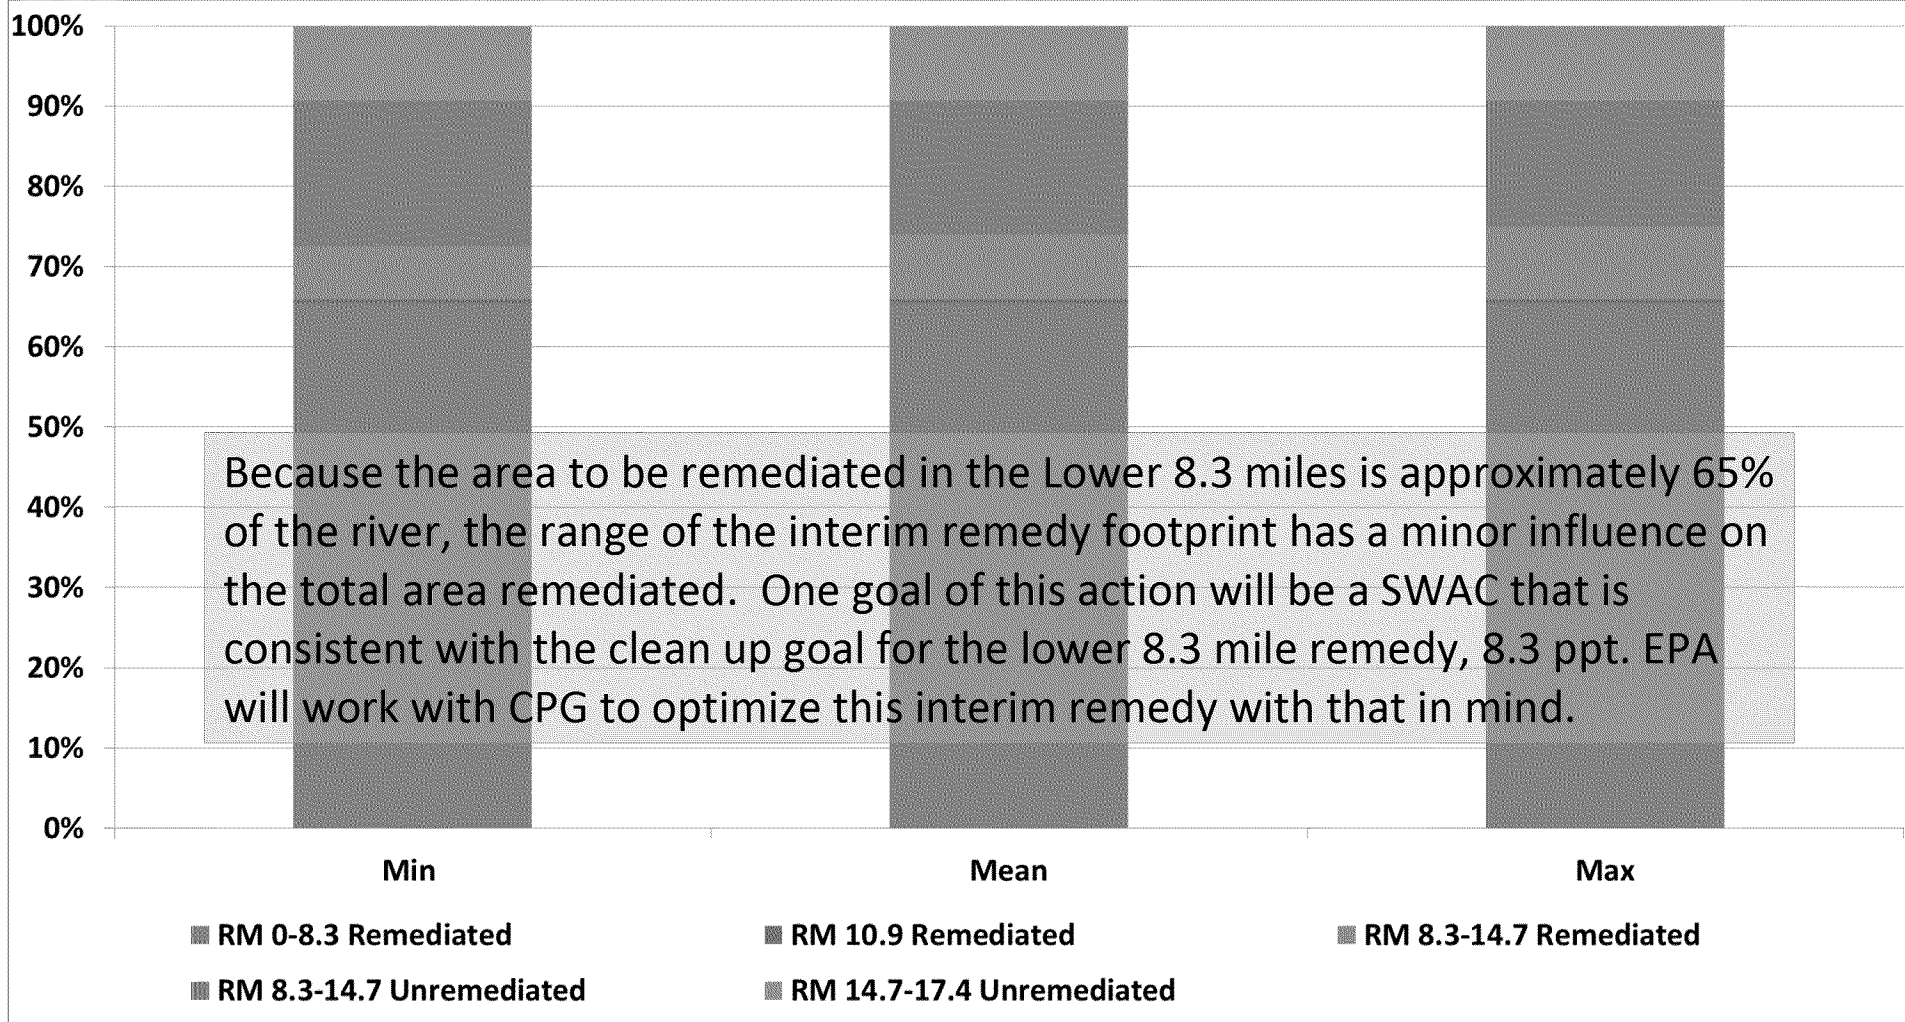 100%
90%
80%
70%
60%
50%
40%
30%
20%
10%
0%
Because the area to be remediated in the Lower 8.3 miles is approximately 65%
of the river, the range of the interim remedy footprint has a minor influence on
the total area remediated.  One goal of this action will be a SWAC that is
consistent with the clean up goal for the lower 8.3 mile remedy, 8.3 ppt. EPA
will work with CPG to optimize this interim remedy with that in mind.
Min Mean Max
RM 0-8.3 Remediated RM 10.9 Remediated RM 8.3-14.7 Remediated
RM 8.3-14.7 Unremediated RM 14.7-17.4 Unremediated